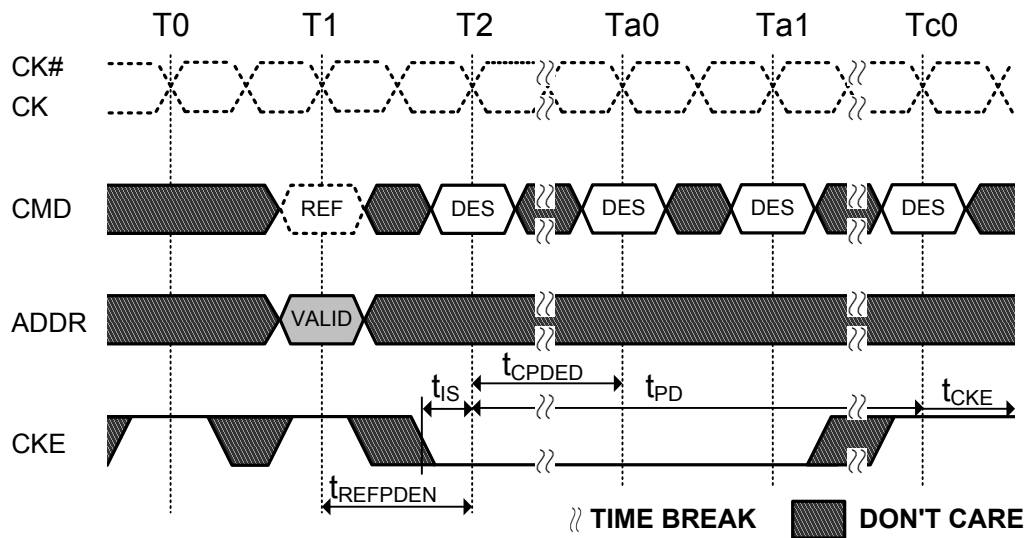 T0 T1 T2 Ta0 Ta1 Tc0
CK#
CK
CMD REF DES DES DES DES
ADDR VALID
tCPDED
tIS tPD tCKE
CKE
tREFPDEN
TIME BREAK DON'T CARE